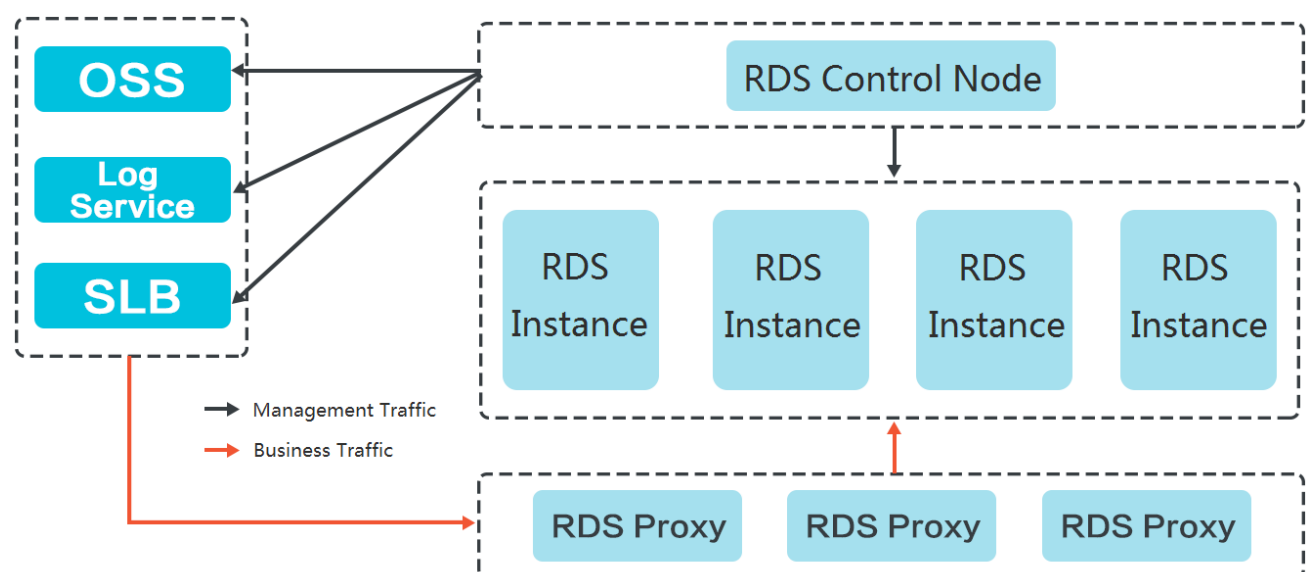 OSS
Log
Service
SLB
RDS Control Node
RDS
Instance
RDS
Instance
RDS
Instance
RDS
Instance
Management Traffic
Business Traffic
RDS Proxy
RDS Proxy
RDS Proxy